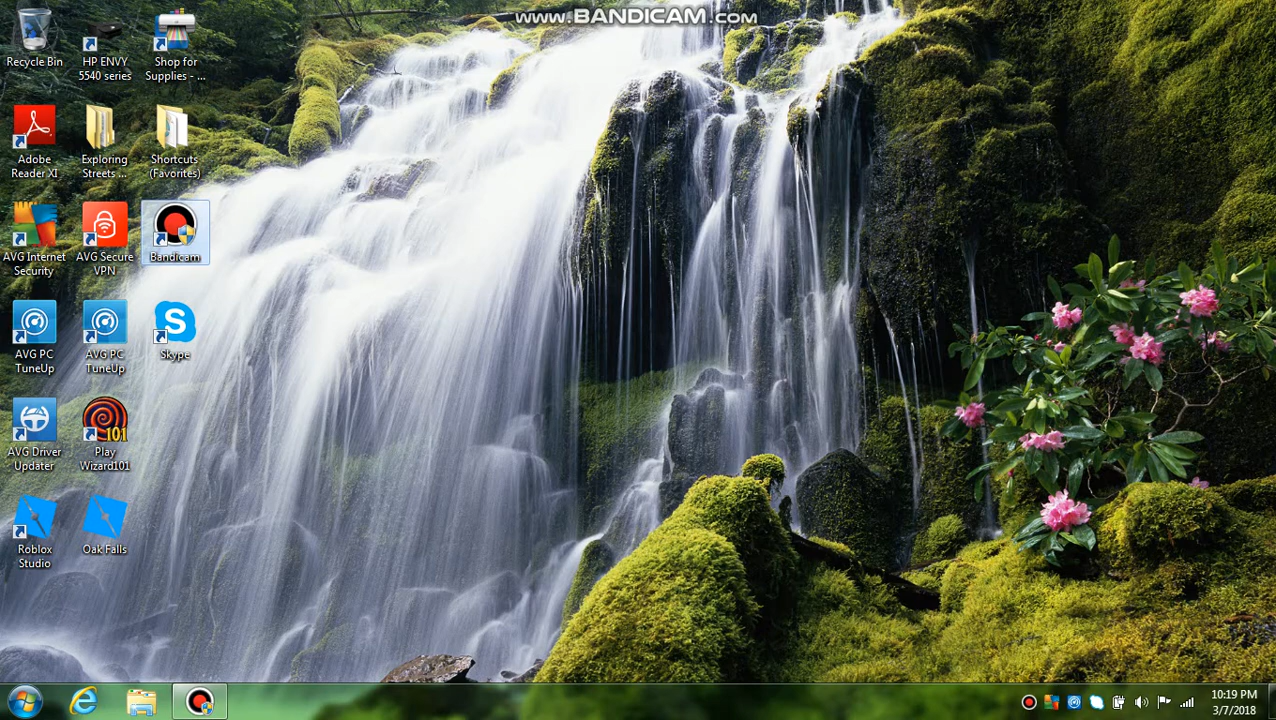 www.BANDICAM.com
Recycle Bin
HP ENVY
5540 series
Shop for
Supplies - ...
Adobe
Reader XI
Exploring
Streets ...
Shortcuts
(Favorites)
AVG Internet
Security
AVG Secure
VPN
Bandicam
AVG PC
TuneUp
AVG PC
TuneUp
S
Skype
AVG Driver
Updater
101
Play
Wizard101
Roblox
Studio
Oak Falls
10:19 PM
3/7/2018